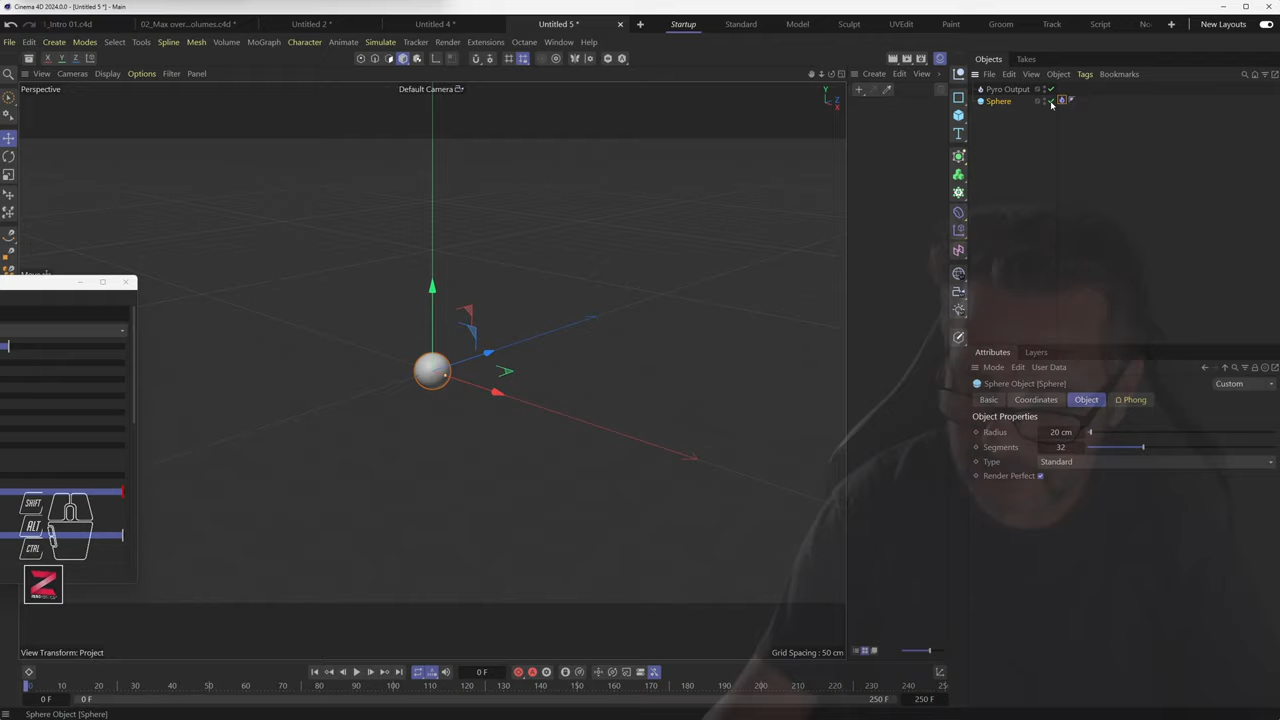 Cinema 4D 2024.0.0 - [Untitled 5 *] - Main
I_Intro 01.c4d
02_Max over...olumes.c4d *
Untitled 2 *
Untitled 4 *
Untitled 5 *
Startup
Standard
Model
Sculpt
UVEdit
Paint
Groom
Track
Script
New Layouts
File Edit Create Modes Select Tools Spline Mesh Volume MoGraph Character Animate Simulate Tracker Render Extensions Octane Window Help
X Y Z
View Cameras Display Options Filter Panel
Create Edit View
Objects Takes
File Edit View Object Tags Bookmarks
Perspective
Default Camera
Y
Z
X
Pyro Output
Sphere
Move
Attributes Layers
Mode Edit User Data
Sphere Object [Sphere]
Custom
Basic Coordinates Object Phong
Object Properties
Radius 20 cm
Segments 32
Type Standard
Render Perfect
SHIFT
ALT
CTRL
View Transform: Project
Grid Spacing : 50 cm
0 F
0 10 20 30 40 50 60 70 80 90 100 110 120 130 140 150 160 170 180 190 200 210 220 230 240
0 F
0 F
250 F
250 F
Sphere Object [Sphere]